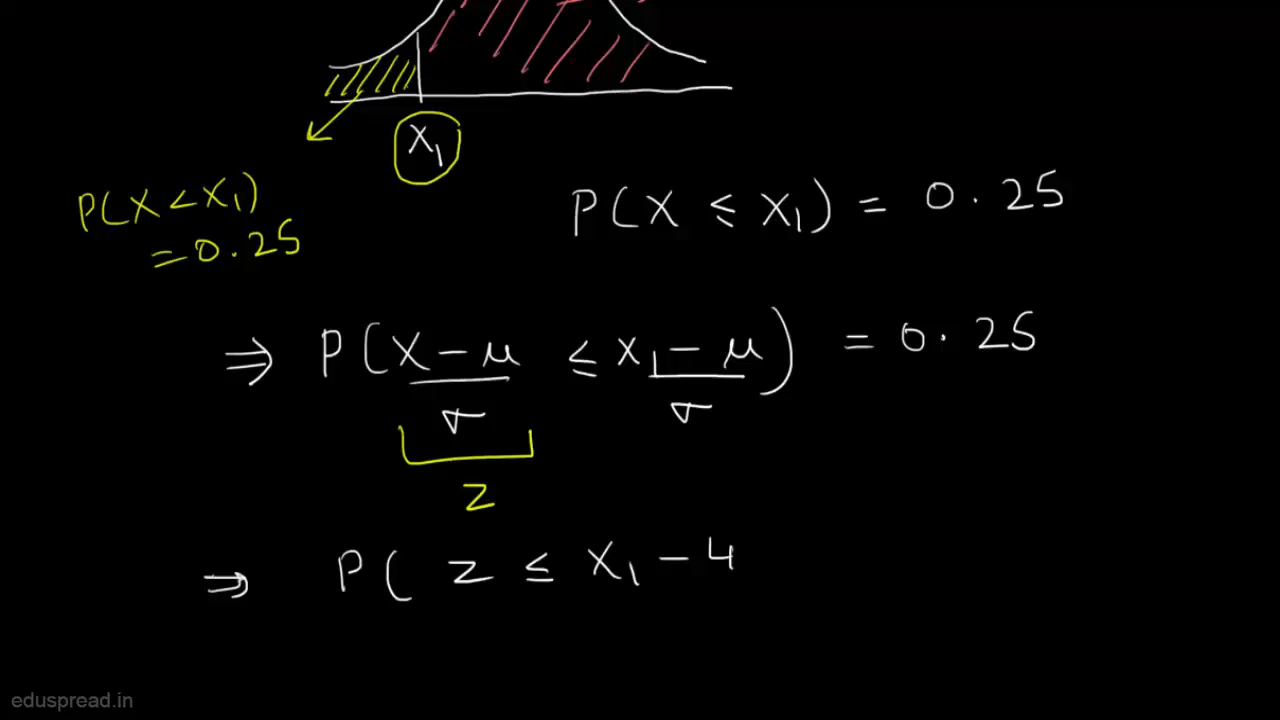 X₁
P(X < X₁)
= 0.25
P(X ≤ X₁) = 0.25
⇒ P(X - μ / σ ≤ X₁ - μ / σ) = 0.25
z
⇒ P( z ≤ X₁ - 4
eduspread.in